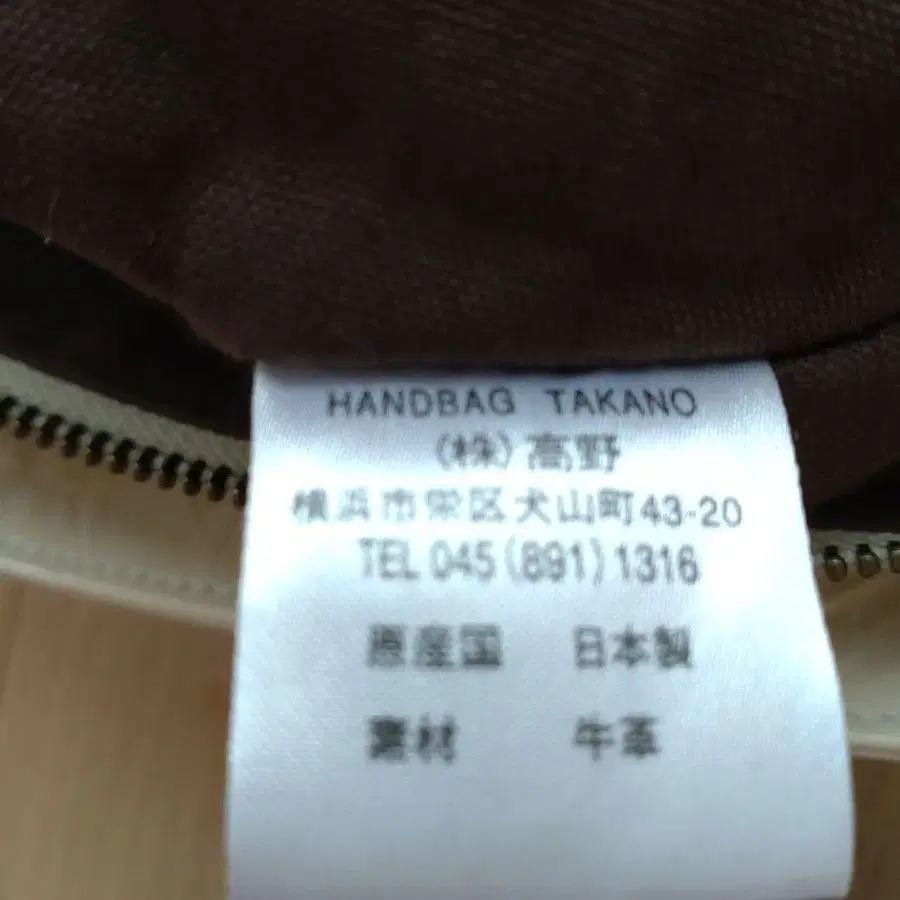 HANDBAG TAKANO
(株)高野
横浜市栄区犬山町43-20
TEL 045(891)1316
原産国 日本製
素材 牛革